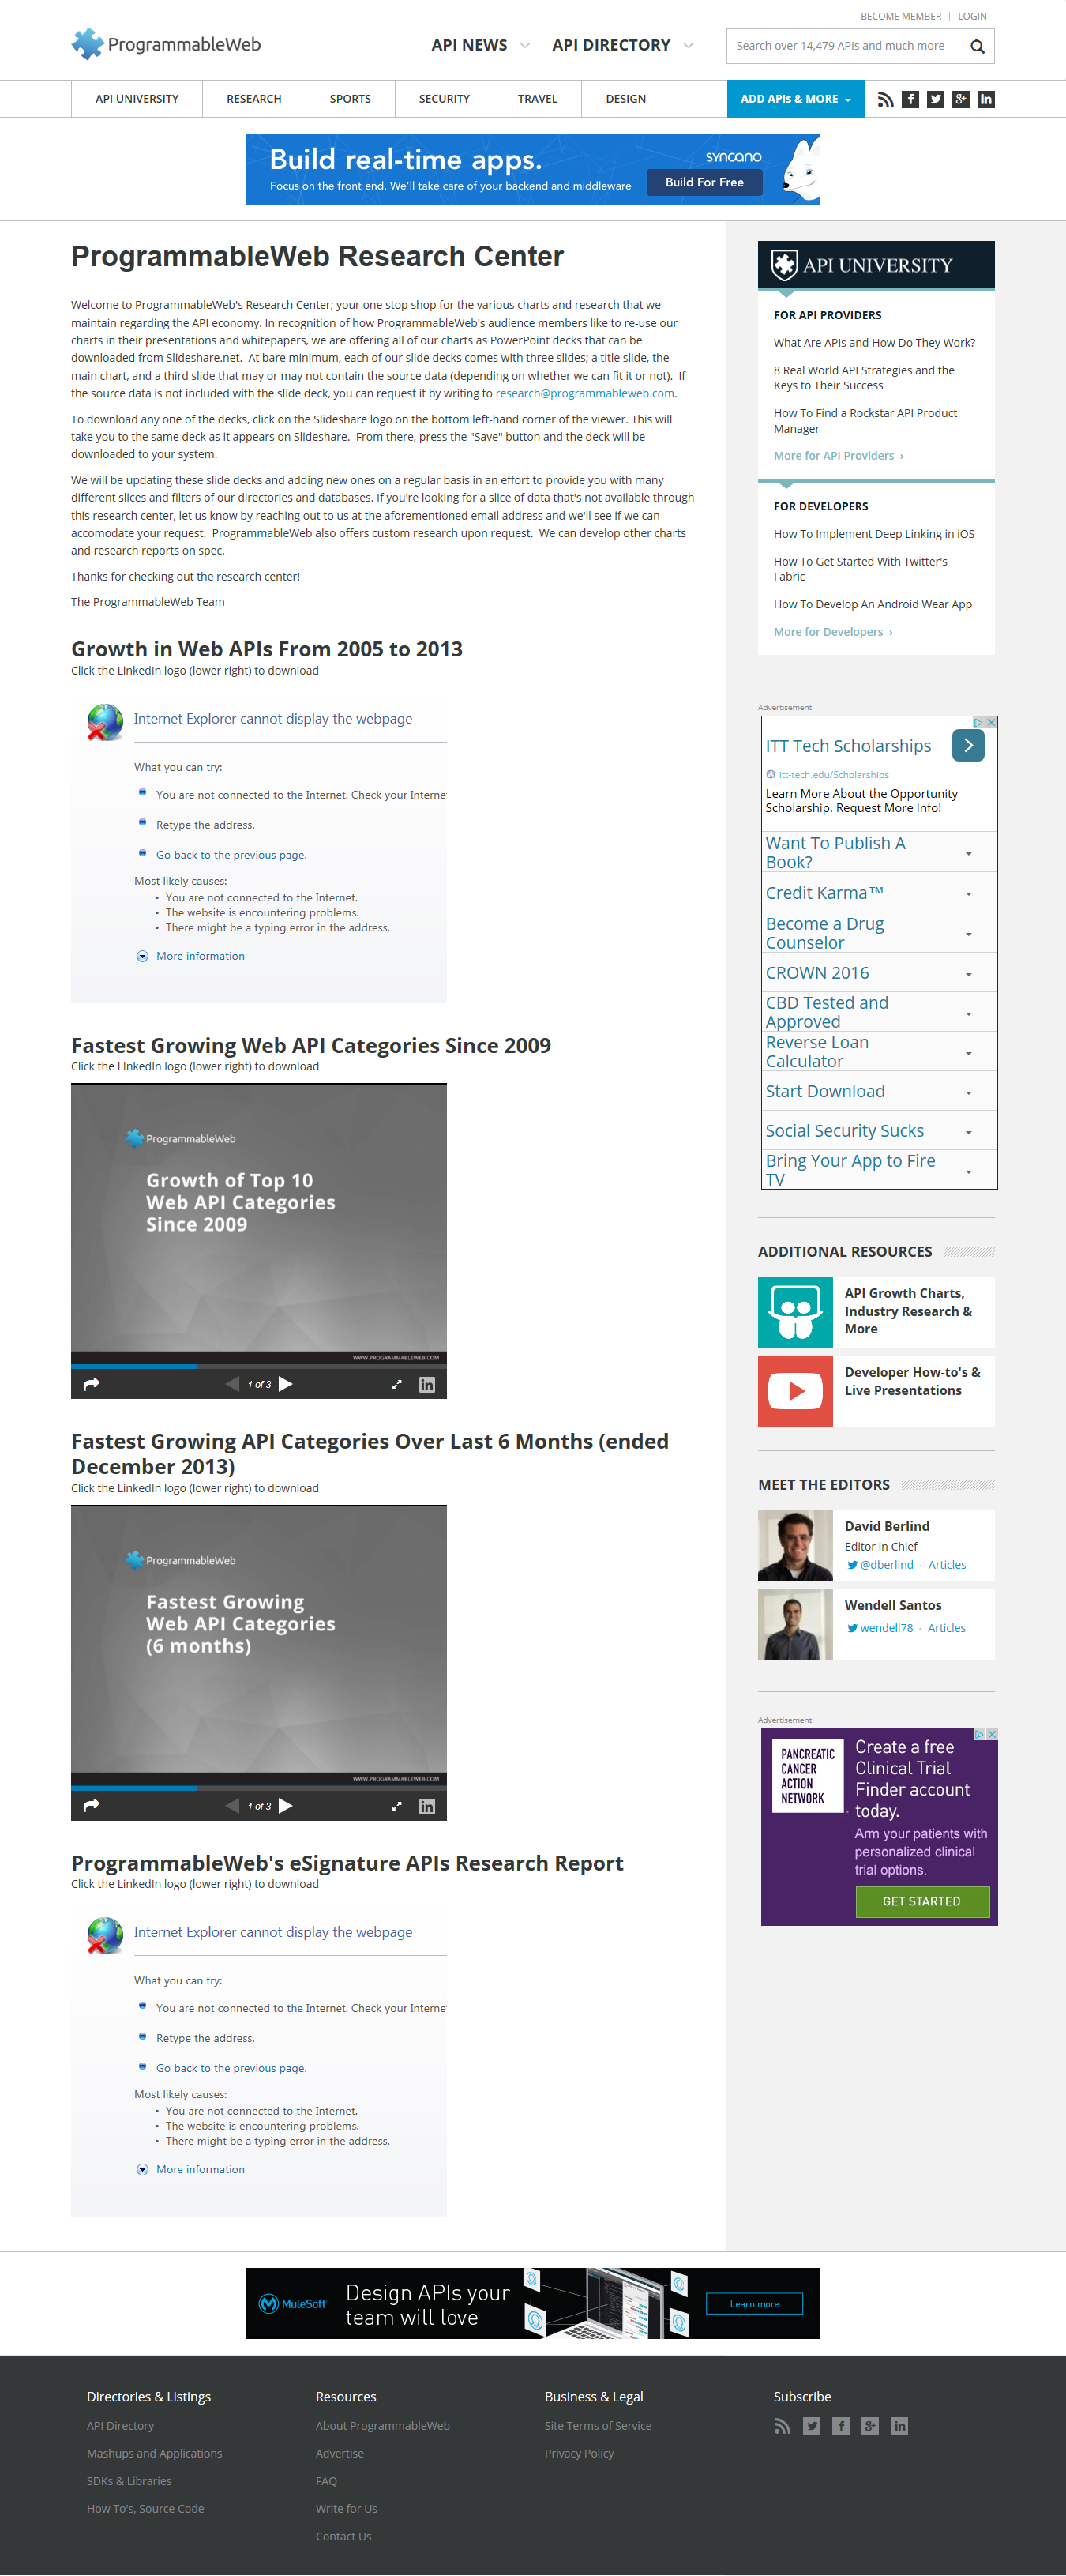 BECOME MEMBER | LOGIN
ProgrammableWeb
API NEWS
API DIRECTORY
Search over 14,479 APIs and much more
API UNIVERSITY
RESEARCH
SPORTS
SECURITY
TRAVEL
DESIGN
ADD APIs & MORE
Build real-time apps.
Focus on the front end. We'll take care of your backend and middleware
syncano
Build For Free
ProgrammableWeb Research Center
Welcome to ProgrammableWeb's Research Center; your one stop shop for the various charts and research that we
maintain regarding the API economy. In recognition of how ProgrammableWeb's audience members like to re-use our
charts in their presentations and whitepapers, we are offering all of our charts as PowerPoint decks that can be
downloaded from Slideshare.net.  At bare minimum, each of our slide decks comes with three slides; a title slide, the
main chart, and a third slide that may or may not contain the source data (depending on whether we can fit it or not).  If
the source data is not included with the slide deck, you can request it by writing to research@programmableweb.com.
To download any one of the decks, click on the Slideshare logo on the bottom left-hand corner of the viewer. This will
take you to the same deck as it appears on Slideshare.  From there, press the "Save" button and the deck will be
downloaded to your system.
We will be updating these slide decks and adding new ones on a regular basis in an effort to provide you with many
different slices and filters of our directories and databases. If you're looking for a slice of data that's not available through
this research center, let us know by reaching out to us at the aforementioned email address and we'll see if we can
accomodate your request.  ProgrammableWeb also offers custom research upon request.  We can develop other charts
and research reports on spec.
Thanks for checking out the research center!
The ProgrammableWeb Team
Growth in Web APIs From 2005 to 2013
Click the LinkedIn logo (lower right) to download
Internet Explorer cannot display the webpage
What you can try:
You are not connected to the Internet. Check your Interne
Retype the address.
Go back to the previous page.
Most likely causes:
• You are not connected to the Internet.
• The website is encountering problems.
• There might be a typing error in the address.
More information
Fastest Growing Web API Categories Since 2009
Click the LInkedIn logo (lower right) to download
ProgrammableWeb
Growth of Top 10
Web API Categories
Since 2009
WWW.PROGRAMMABLEWEB.COM
1 of 3
Fastest Growing API Categories Over Last 6 Months (ended
December 2013)
Click the LinkedIn logo (lower right) to download
ProgrammableWeb
Fastest Growing
Web API Categories
(6 months)
WWW.PROGRAMMABLEWEB.COM
1 of 3
ProgrammableWeb's eSignature APIs Research Report
Click the LinkedIn logo (lower right) to download
Internet Explorer cannot display the webpage
What you can try:
You are not connected to the Internet. Check your Interne
Retype the address.
Go back to the previous page.
Most likely causes:
• You are not connected to the Internet.
• The website is encountering problems.
• There might be a typing error in the address.
More information
API UNIVERSITY
FOR API PROVIDERS
What Are APIs and How Do They Work?
8 Real World API Strategies and the
Keys to Their Success
How To Find a Rockstar API Product
Manager
More for API Providers ›
FOR DEVELOPERS
How To Implement Deep Linking in iOS
How To Get Started With Twitter's
Fabric
How To Develop An Android Wear App
More for Developers ›
Advertisement
ITT Tech Scholarships
itt-tech.edu/Scholarships
Learn More About the Opportunity
Scholarship. Request More Info!
Want To Publish A
Book?
Credit Karma™
Become a Drug
Counselor
CROWN 2016
CBD Tested and
Approved
Reverse Loan
Calculator
Start Download
Social Security Sucks
Bring Your App to Fire
TV
ADDITIONAL RESOURCES
API Growth Charts,
Industry Research &
More
Developer How-to's &
Live Presentations
MEET THE EDITORS
David Berlind
Editor in Chief
@dberlind - Articles
Wendell Santos
wendell78 - Articles
Advertisement
PANCREATIC
CANCER
ACTION
NETWORK
Create a free
Clinical Trial
Finder account
today.
Arm your patients with
personalized clinical
trial options.
GET STARTED
MuleSoft
Design APIs your
team will love
Learn more
Directories & Listings
API Directory
Mashups and Applications
SDKs & Libraries
How To's, Source Code
Resources
About ProgrammableWeb
Advertise
FAQ
Write for Us
Contact Us
Business & Legal
Site Terms of Service
Privacy Policy
Subscribe